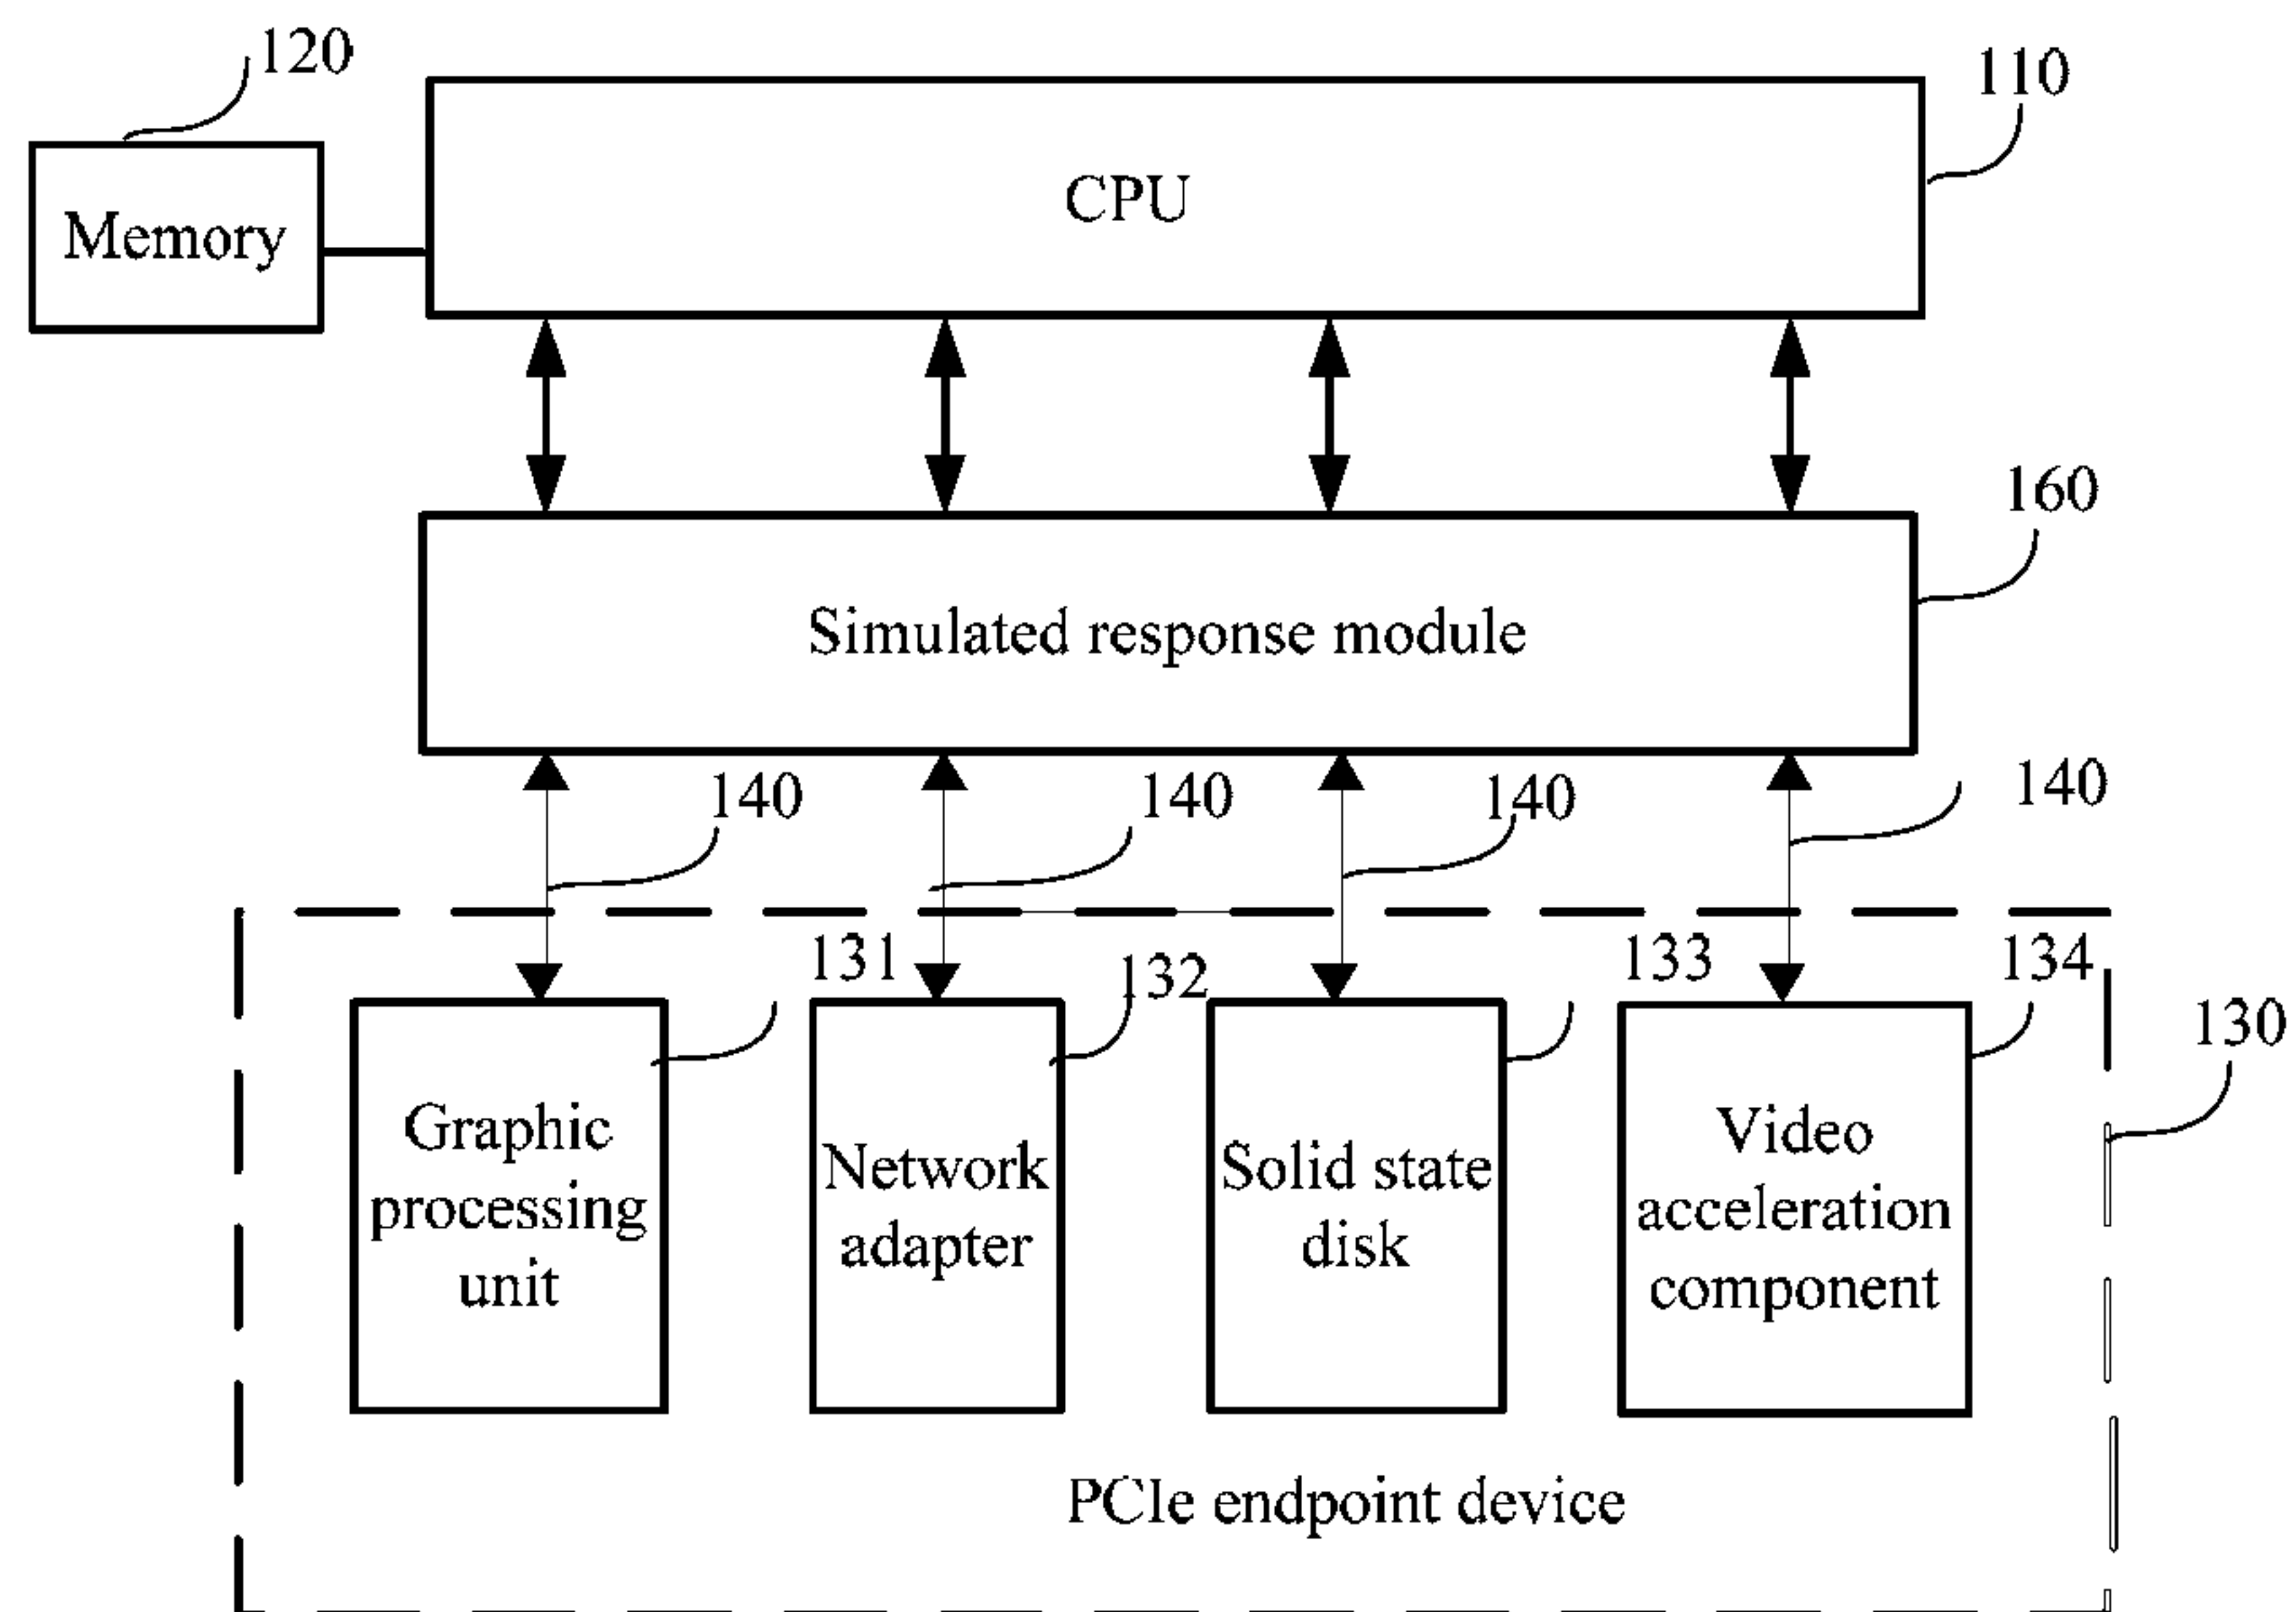 120
110
CPU
Memory
160
Simulated response module
140
140
140
140
131
132
133
134
130
Graphic
processing
unit
Network
adapter
Solid state
disk
Video
acceleration
component
PCIe endpoint device